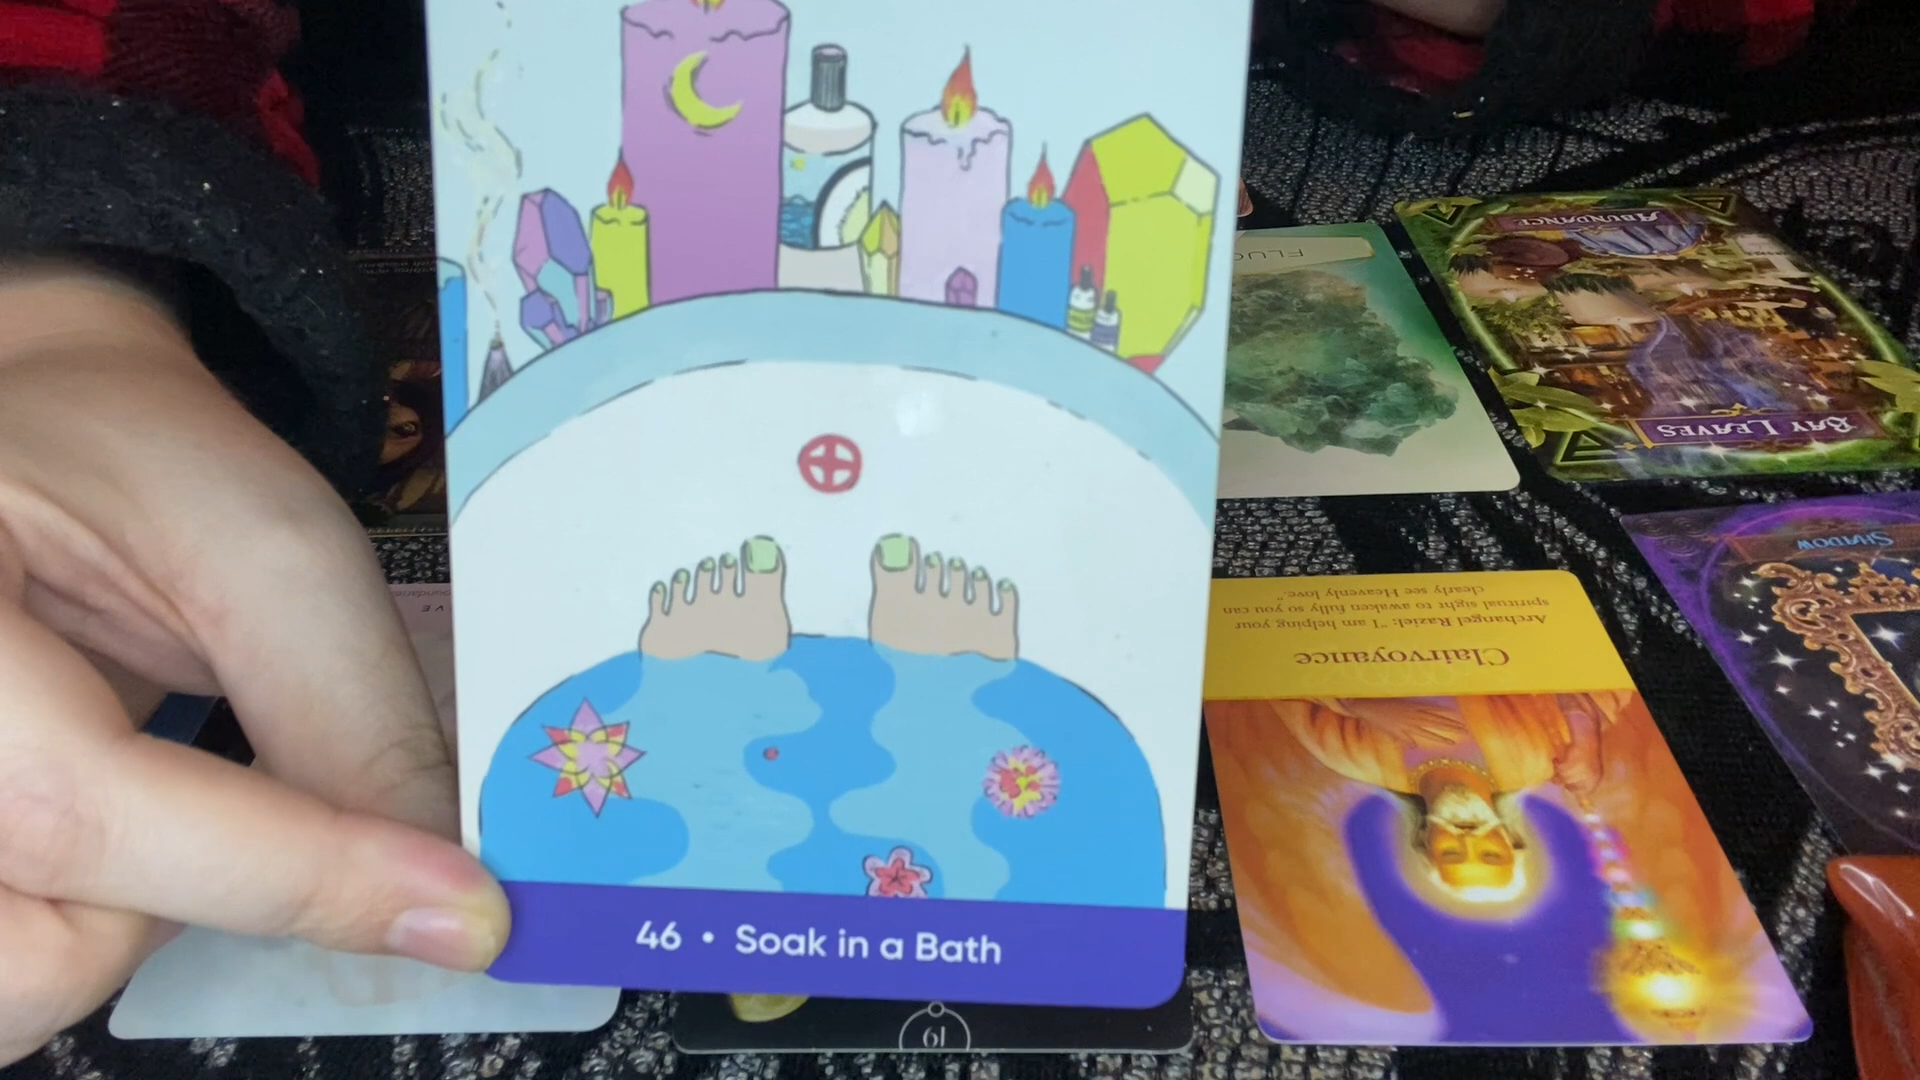 46 • Soak in a Bath
FLUO
ABUNDANCE
BAY LEAVES
SHADOW
Clairvoyance
Archangel Raziel: "I am helping your
spiritual sight to awaken fully so you can
clearly see Heavenly love."
19